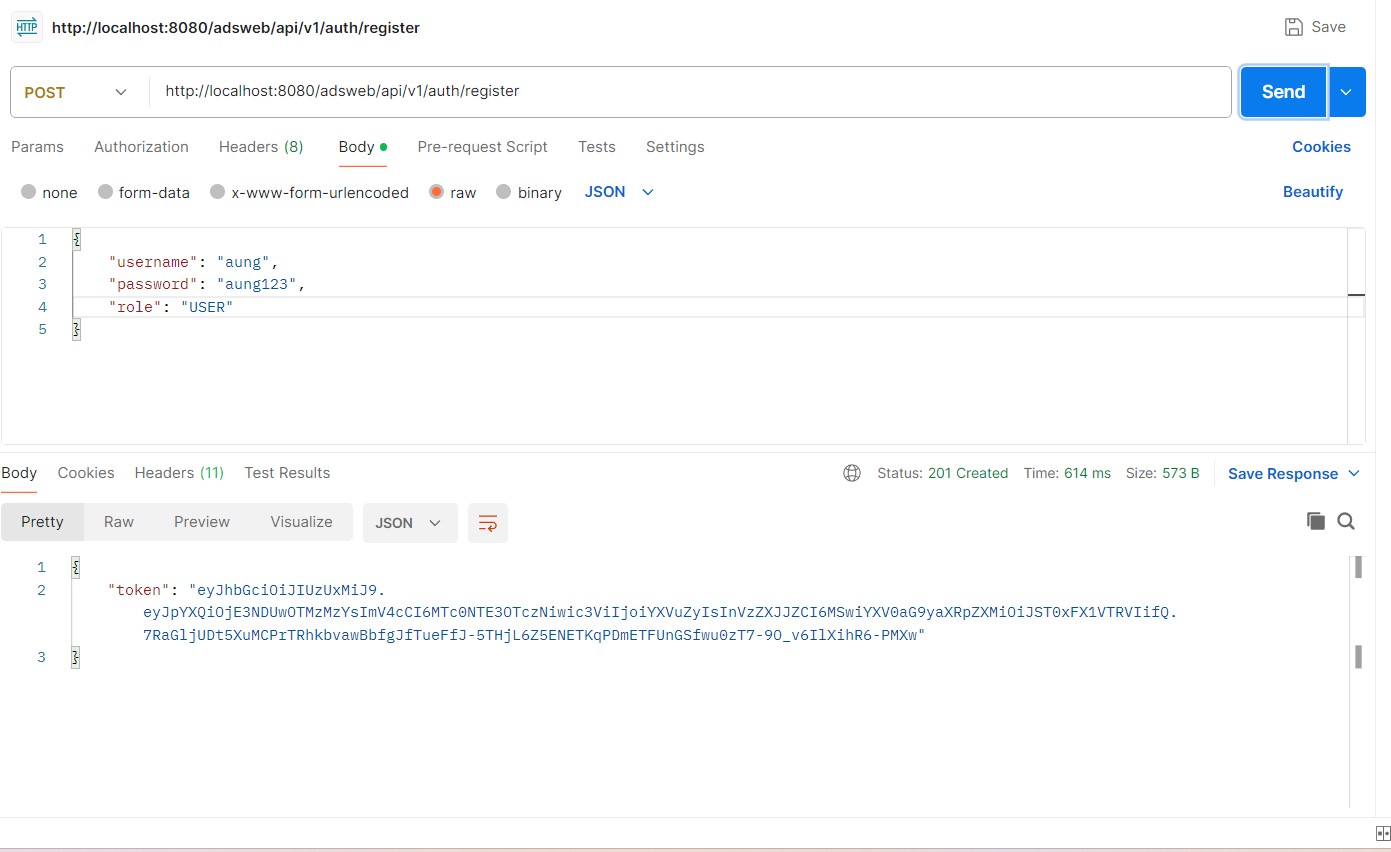 HTTP http://localhost:8080/adsweb/api/v1/auth/register Save
POST http://localhost:8080/adsweb/api/v1/auth/register Send
Params Authorization Headers (8) Body Pre-request Script Tests Settings Cookies
none form-data x-www-form-urlencoded raw binary JSON Beautify
1 {
2 "username": "aung",
3 "password": "aung123",
4 "role": "USER"
5 }
Body Cookies Headers (11) Test Results Status: 201 Created Time: 614 ms Size: 573 B Save Response
Pretty Raw Preview Visualize JSON
1 {
2 "token": "eyJhbGciOiJIUzUxMiJ9.
eyJpYXQiOjE3NDUwOTMzMzYsImV4cCI6MTc0NTE3OTczNiwic3ViIjoiYXVuZyIsInVzZXJJZCI6MSwiYXV0aG9yaXRpZXMiOiJST0xFX1VTRVIifQ.
7RaGljUDt5XuMCPrTRhkbvawBbfgJfTueFfJ-5THjL6Z5ENETKqPDmETFUnGSfwu0zT7-9O_v6IlXihR6-PMXw"
3 }